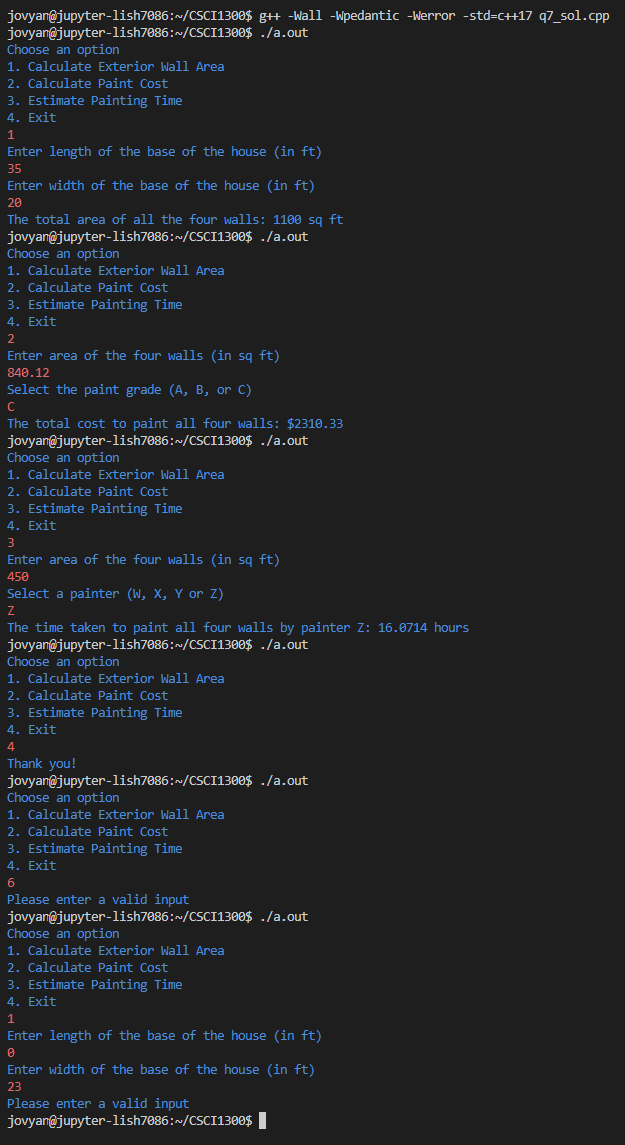 jovyan@jupyter-lish7086:~/CSCI1300$ g++ -Wall -Wpedantic -Werror -std=c++17 q7_sol.cpp
jovyan@jupyter-lish7086:~/CSCI1300$ ./a.out
Choose an option
1. Calculate Exterior Wall Area
2. Calculate Paint Cost
3. Estimate Painting Time
4. Exit
1
Enter length of the base of the house (in ft)
35
Enter width of the base of the house (in ft)
20
The total area of all the four walls: 1100 sq ft
jovyan@jupyter-lish7086:~/CSCI1300$ ./a.out
Choose an option
1. Calculate Exterior Wall Area
2. Calculate Paint Cost
3. Estimate Painting Time
4. Exit
2
Enter area of the four walls (in sq ft)
840.12
Select the paint grade (A, B, or C)
C
The total cost to paint all four walls: $2310.33
jovyan@jupyter-lish7086:~/CSCI1300$ ./a.out
Choose an option
1. Calculate Exterior Wall Area
2. Calculate Paint Cost
3. Estimate Painting Time
4. Exit
3
Enter area of the four walls (in sq ft)
450
Select a painter (W, X, Y or Z)
Z
The time taken to paint all four walls by painter Z: 16.0714 hours
jovyan@jupyter-lish7086:~/CSCI1300$ ./a.out
Choose an option
1. Calculate Exterior Wall Area
2. Calculate Paint Cost
3. Estimate Painting Time
4. Exit
4
Thank you!
jovyan@jupyter-lish7086:~/CSCI1300$ ./a.out
Choose an option
1. Calculate Exterior Wall Area
2. Calculate Paint Cost
3. Estimate Painting Time
4. Exit
6
Please enter a valid input
jovyan@jupyter-lish7086:~/CSCI1300$ ./a.out
Choose an option
1. Calculate Exterior Wall Area
2. Calculate Paint Cost
3. Estimate Painting Time
4. Exit
1
Enter length of the base of the house (in ft)
0
Enter width of the base of the house (in ft)
23
Please enter a valid input
jovyan@jupyter-lish7086:~/CSCI1300$